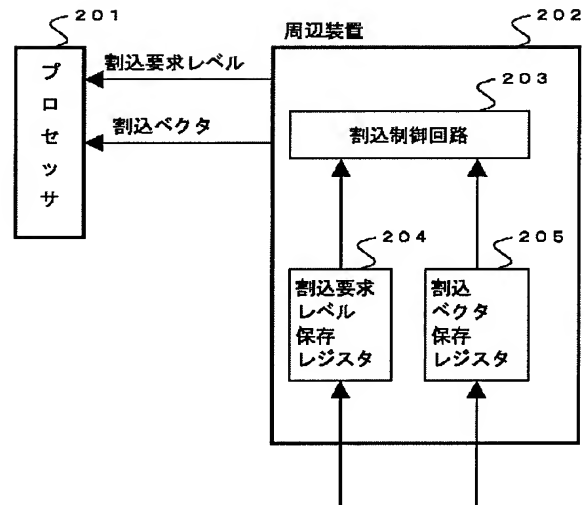 201
プロセッサ
割込要求レベル
割込ベクタ
周辺装置
202
203
割込制御回路
204
割込要求
レベル
保存
レジスタ
205
割込
ベクタ
保存
レジスタ